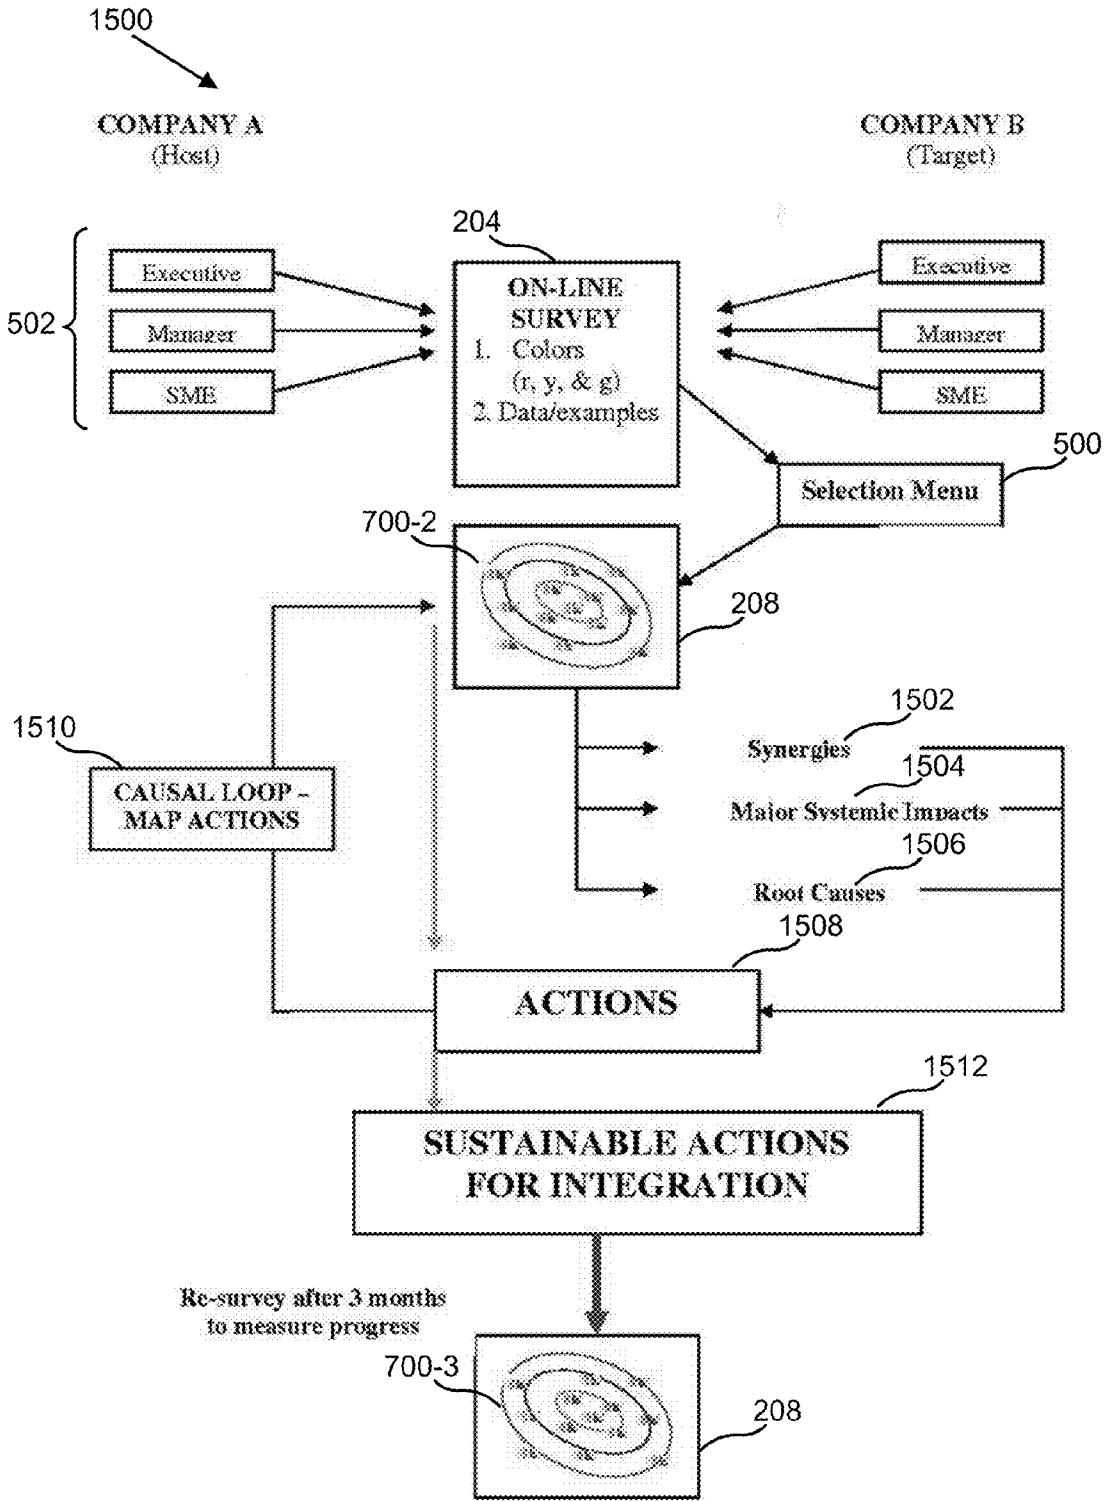 1500
COMPANY A
(Host)
COMPANY B
(Target)
204
502
Executive
Manager
SME
ON-LINE
SURVEY
1. Colors
(r, y, & g)
2. Data/examples
Executive
Manager
SME
500
Selection Menu
700-2
208
1502
Synergies
1504
Major Systemic Impacts
1506
Root Causes
1510
CAUSAL LOOP –
MAP ACTIONS
1508
ACTIONS
1512
SUSTAINABLE ACTIONS
FOR INTEGRATION
Re-survey after 3 months
to measure progress
700-3
208